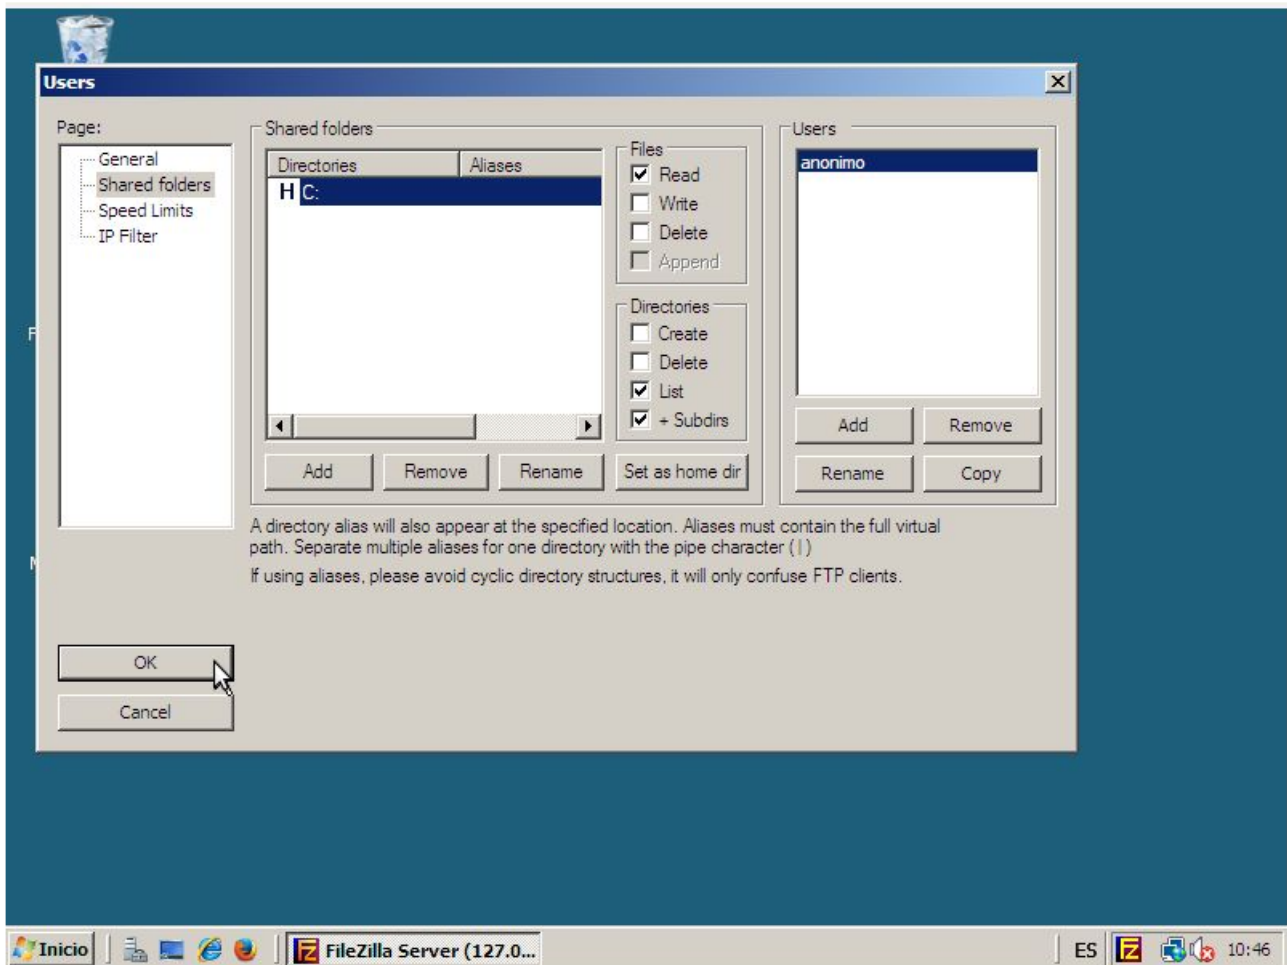 Users
Page:
General
Shared folders
Speed Limits
IP Filter
Shared folders
Directories Aliases
H C:
Add Remove Rename Set as home dir
Files
Read
Write
Delete
Append
Directories
Create
Delete
List
+ Subdirs
Users
anonimo
Add Remove
Rename Copy
A directory alias will also appear at the specified location. Aliases must contain the full virtual
path. Separate multiple aliases for one directory with the pipe character (|)
If using aliases, please avoid cyclic directory structures, it will only confuse FTP clients.
OK
Cancel
F
Inicio FileZilla Server (127.0... ES 10:46